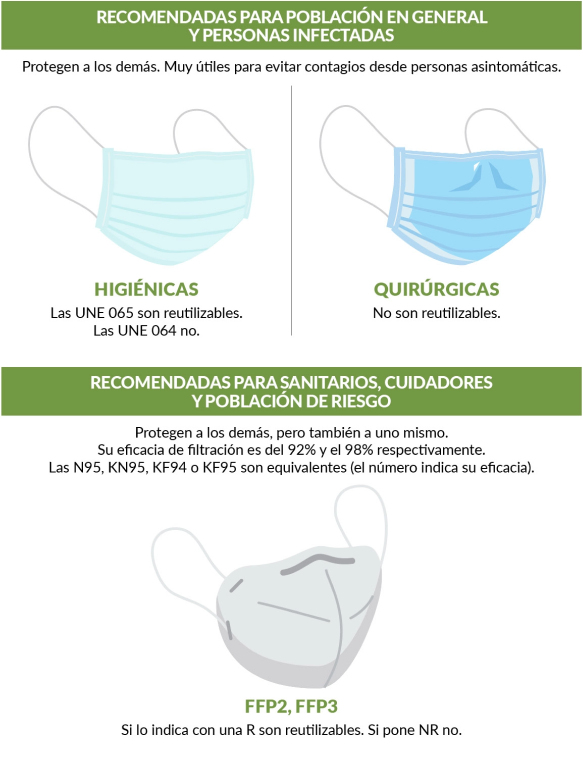 RECOMENDADAS PARA POBLACIÓN EN GENERAL
Y PERSONAS INFECTADAS
Protegen a los demás. Muy útiles para evitar contagios desde personas asintomáticas.
HIGIÉNICAS
Las UNE 065 son reutilizables.
Las UNE 064 no.
QUIRÚRGICAS
No son reutilizables.
RECOMENDADAS PARA SANITARIOS, CUIDADORES
Y POBLACIÓN DE RIESGO
Protegen a los demás, pero también a uno mismo.
Su eficacia de filtración es del 92% y el 98% respectivamente.
Las N95, KN95, KF94 o KF95 son equivalentes (el número indica su eficacia).
FFP2, FFP3
Si lo indica con una R son reutilizables. Si pone NR no.